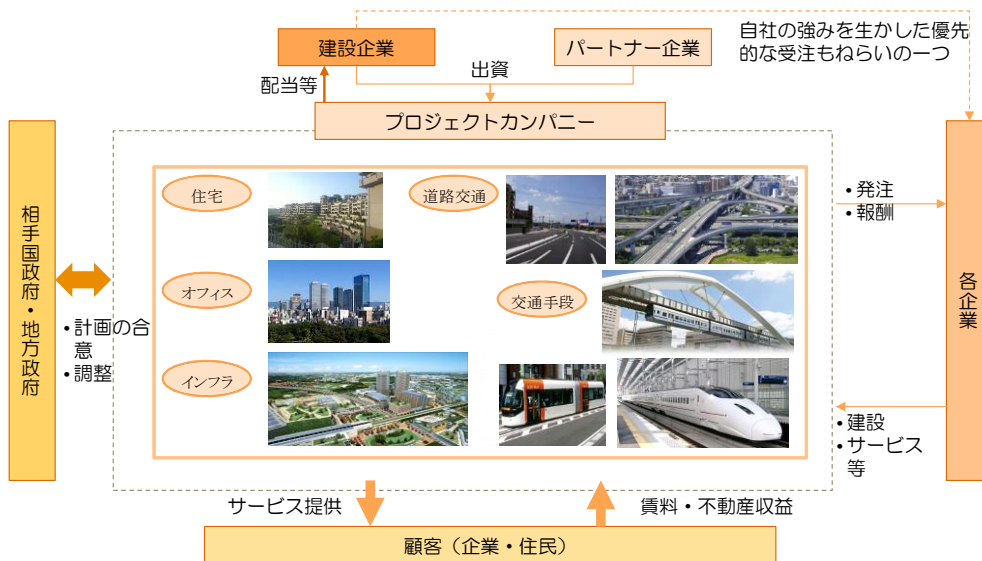 自社の強みを生かした優先
的な受注もねらいの一つ
建設企業
パートナー企業
出資
配当等
プロジェクトカンパニー
住宅
道路交通
オフィス
交通手段
インフラ
相手国政府・地方政府
•計画の合
意
•調整
•発注
•報酬
各企業
•建設
•サービス
等
サービス提供
賃料・不動産収益
顧客（企業・住民）